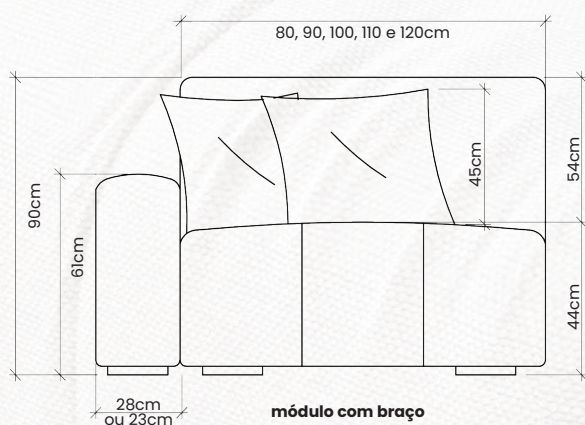 80, 90, 100, 110 e 120cm
90cm
61cm
45cm
54cm
44cm
28cm
ou 23cm
módulo com braço